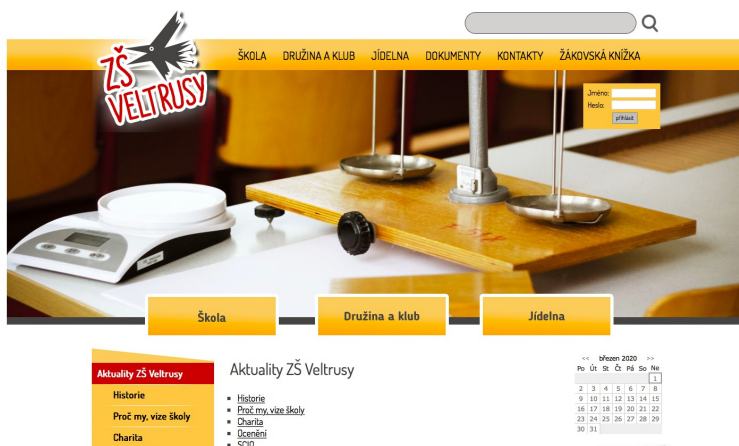 ZŠ
VELTRUSY
ŠKOLA DRUŽINA A KLUB JÍDELNA DOKUMENTY KONTAKTY ŽÁKOVSKÁ KNÍŽKA
Jméno:
Heslo:
přihlásit
Škola
Družina a klub
Jídelna
Aktuality ZŠ Veltrusy
Historie
Proč my, vize školy
Charita
Aktuality ZŠ Veltrusy
Historie
Proč my, vize školy
Charita
Ocenění
SCIO
<< březen 2020 >>
Po Út St Čt Pá So Ne
1
2 3 4 5 6 7 8
9 10 11 12 13 14 15
16 17 18 19 20 21 22
23 24 25 26 27 28 29
30 31